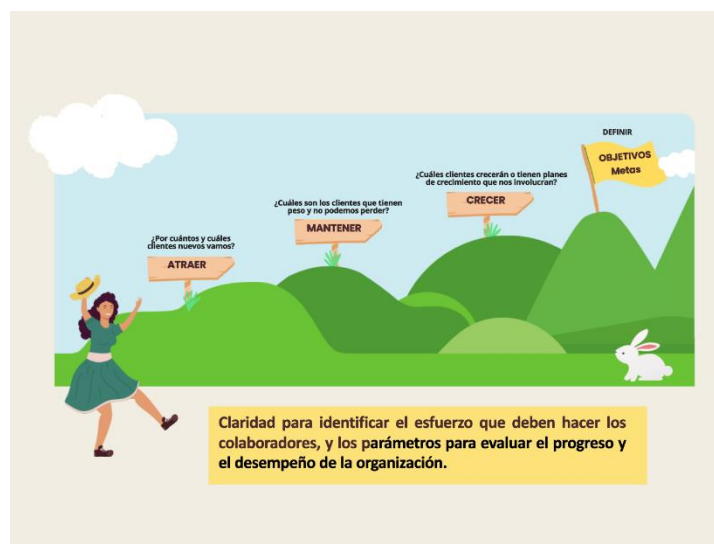 DEFINIR
OBJETIVOS
Metas
¿Cuáles clientes crecerán o tienen planes
de crecimiento que nos involucran?
CRECER
¿Cuáles son los clientes que tienen
peso y no podemos perder?
MANTENER
¿Por cuántos y cuáles
clientes nuevos vamos?
ATRAER
Claridad para identificar el esfuerzo que deben hacer los
colaboradores, y los parámetros para evaluar el progreso y
el desempeño de la organización.